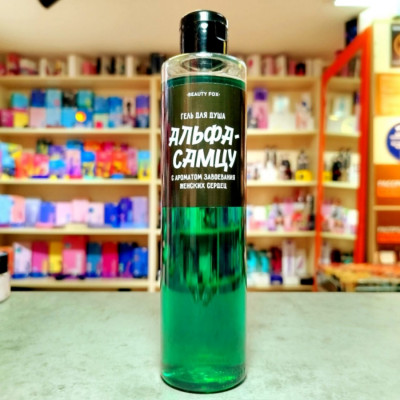 BEAUTY FOX
ГЕЛЬ ДЛЯ ДУША
АЛЬФА-
САМЦУ
С АРОМАТОМ ЗАВОЕВАНИЯ
ЖЕНСКИХ СЕРДЕЦ